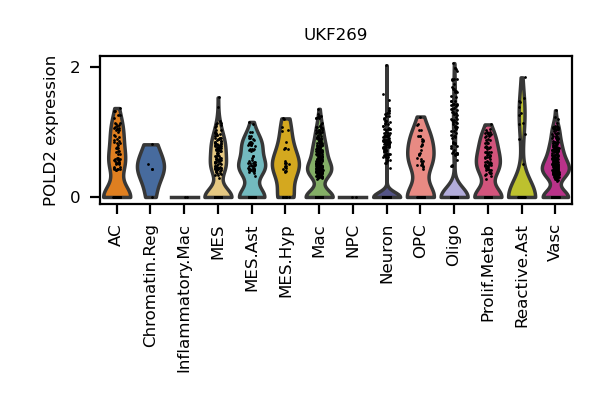 UKF269
POLD2 expression
2
0
AC
Chromatin.Reg
Inflammatory.Mac
MES
MES.Ast
MES.Hyp
Mac
NPC
Neuron
OPC
Oligo
Prolif.Metab
Reactive.Ast
Vasc